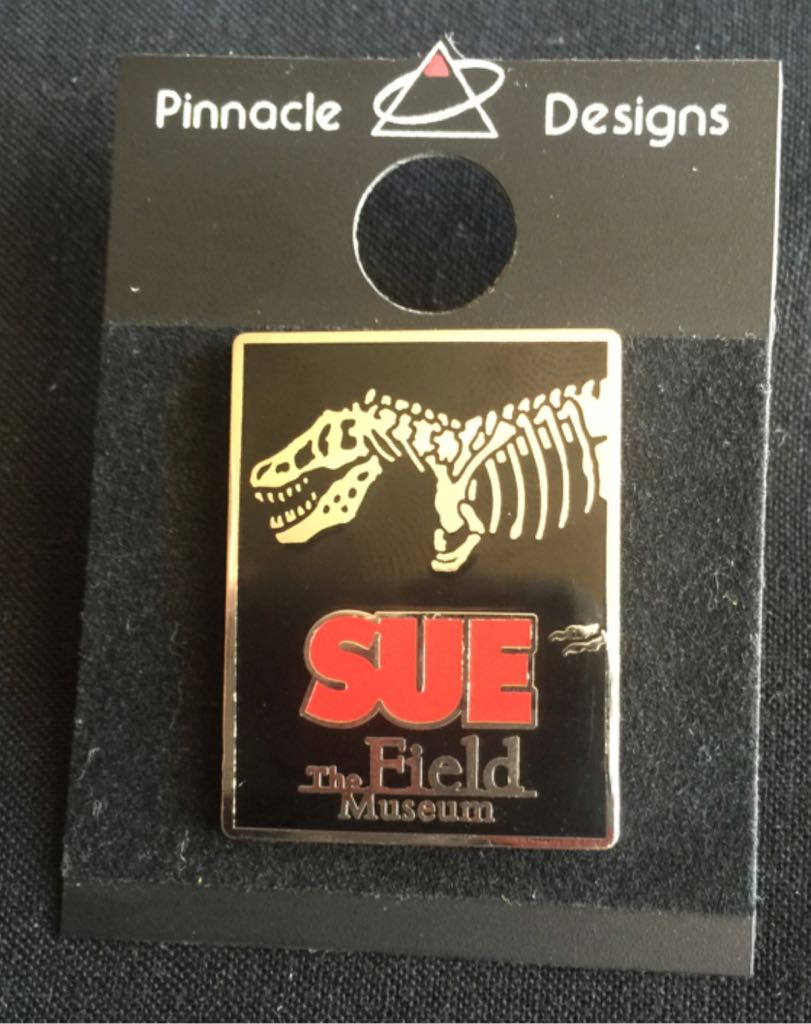 Pinnacle Designs
SUE
The Field
Museum